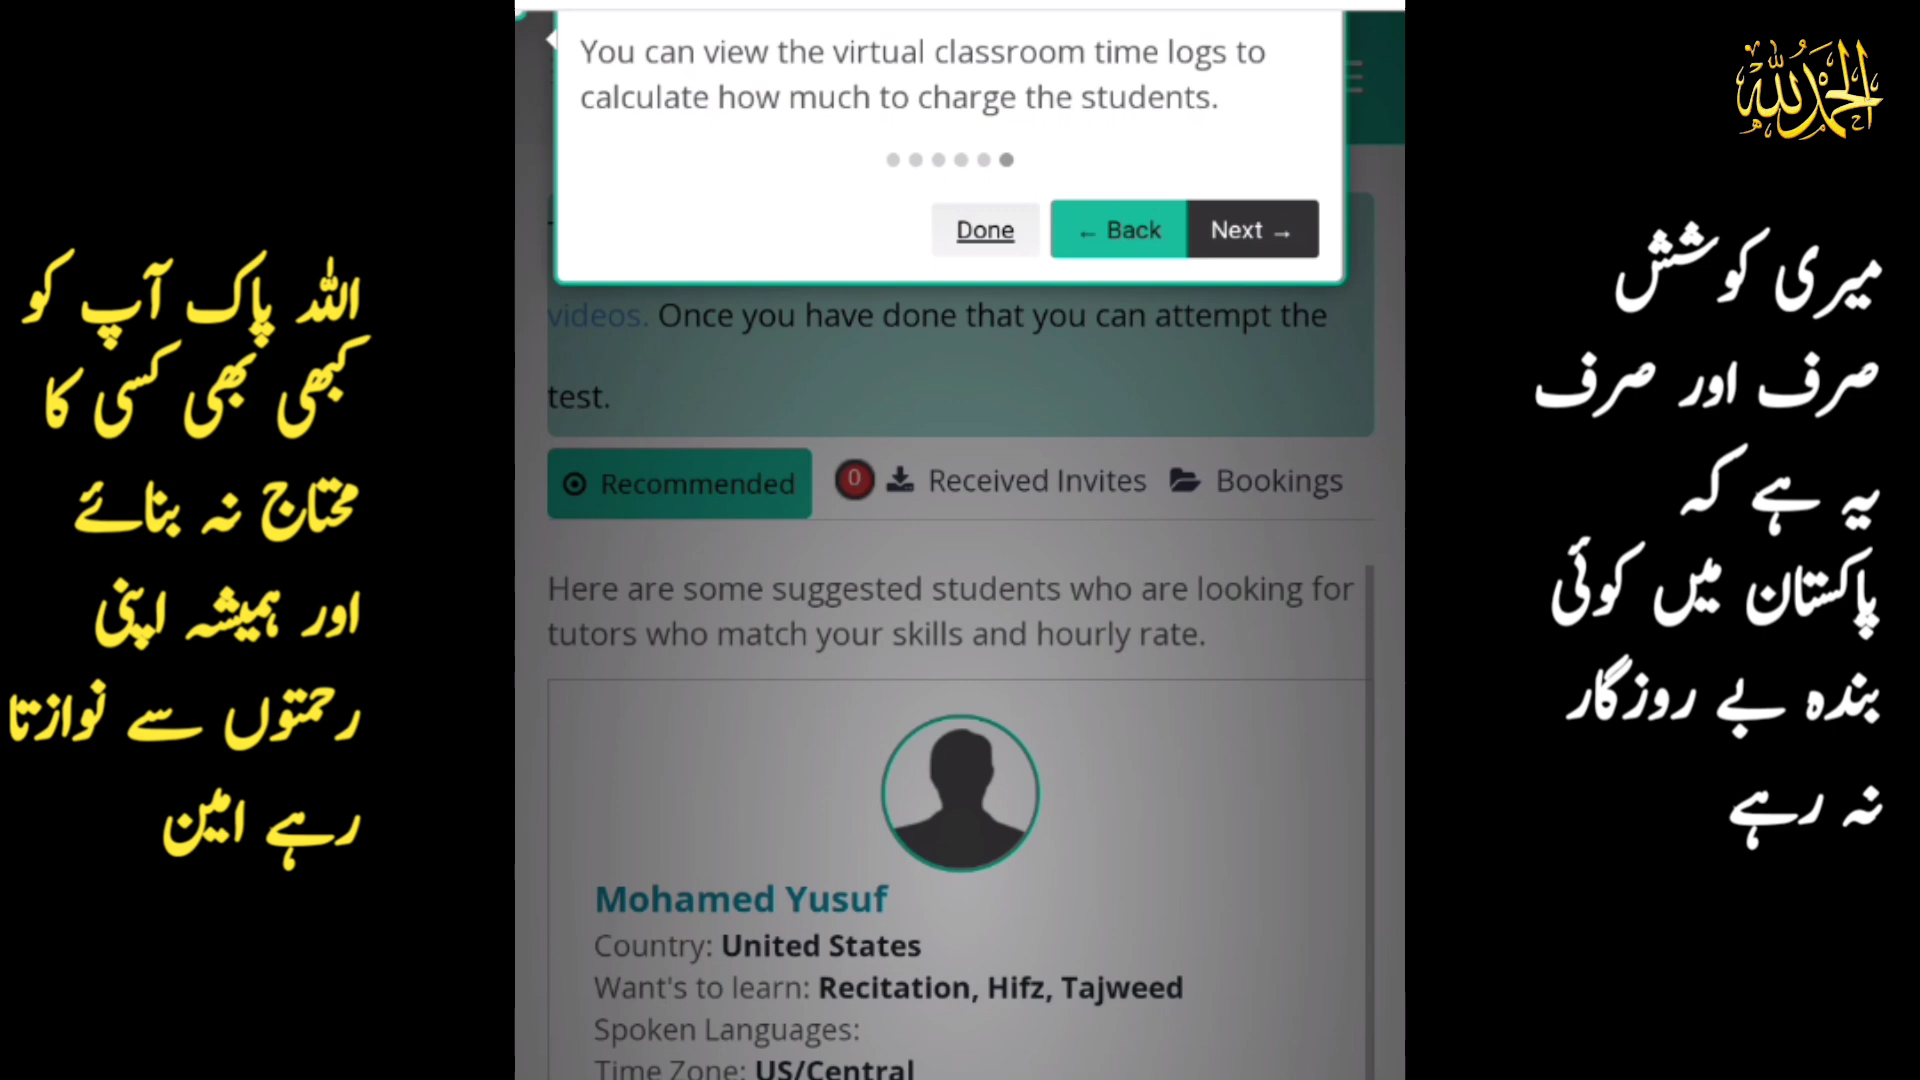 You can view the virtual classroom time logs to
calculate how much to charge the students.
Done
← Back
Next →
videos. Once you have done that you can attempt the
test.
Recommended
0
Received Invites
Bookings
Here are some suggested students who are looking for
tutors who match your skills and hourly rate.
Mohamed Yusuf
Country: United States
Want's to learn: Recitation, Hifz, Tajweed
Spoken Languages:
Time Zone: US/Central
اللہ پاک آپ کو
کبھی بھی کسی کا
محتاج نہ بنائے
اور ہمیشہ اپنی
رحمتوں سے نوازتا
رہے امین
الحمدللہ
میری کوشش
صرف اور صرف
یہ ہے کہ
پاکستان میں کوئی
بندہ بے روزگار
نہ رہے